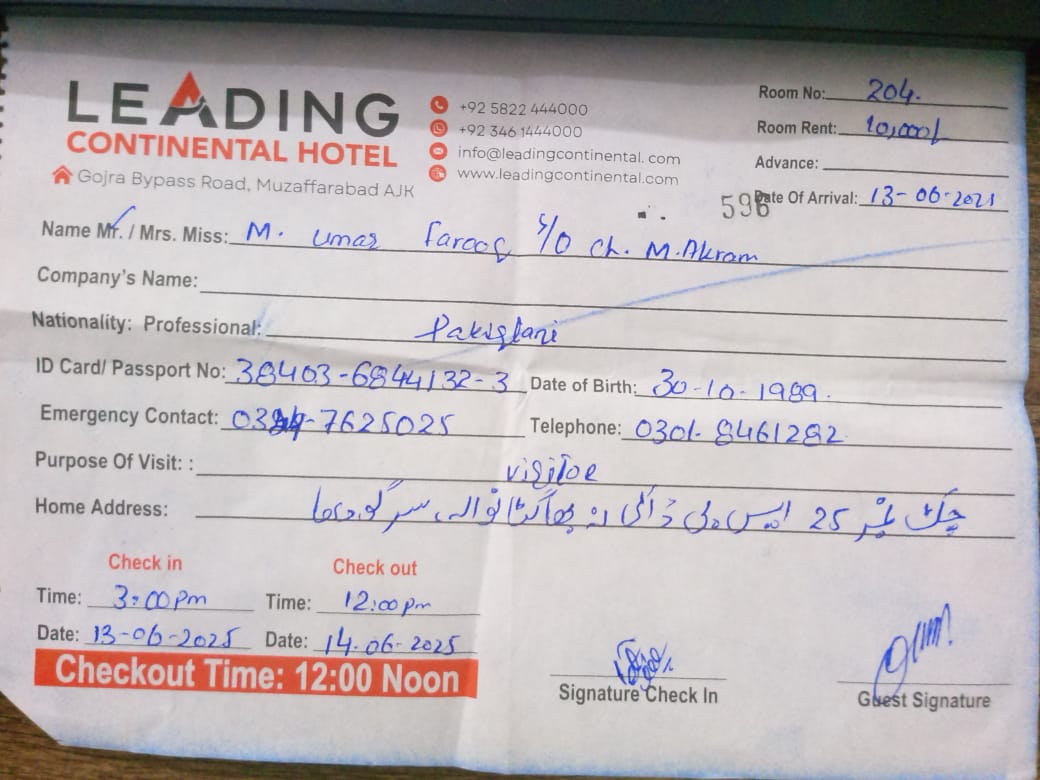 LEADING
CONTINENTAL HOTEL
Gojra Bypass Road, Muzaffarabad AJK
+92 5822 444000
+92 346 1444000
info@leadingcontinental. com
www.leadingcontinental.com
Room No: 204.
Room Rent: 10,000/
Advance:
596
Date Of Arrival: 13-06-2025
Name Mr. / Mrs. Miss: M. Umar Farooq S/O Ch. M.Akram
Company's Name:
Nationality: Professional: Pakistani
ID Card/ Passport No: 38403-6844132-3 Date of Birth: 30-10-1989.
Emergency Contact: 7625025 Telephone: 0301-8461282
Purpose Of Visit: : visitor
Home Address: چک نمبر 25 ایس بی ڈاکخانہ بھاگٹانوالہ، سرگودھا
Check in Check out
Time: 3:00pm Time: 12:00pm
Date: 13-06-2025 Date: 14-06-2025
Checkout Time: 12:00 Noon
Signature Check In
Guest Signature